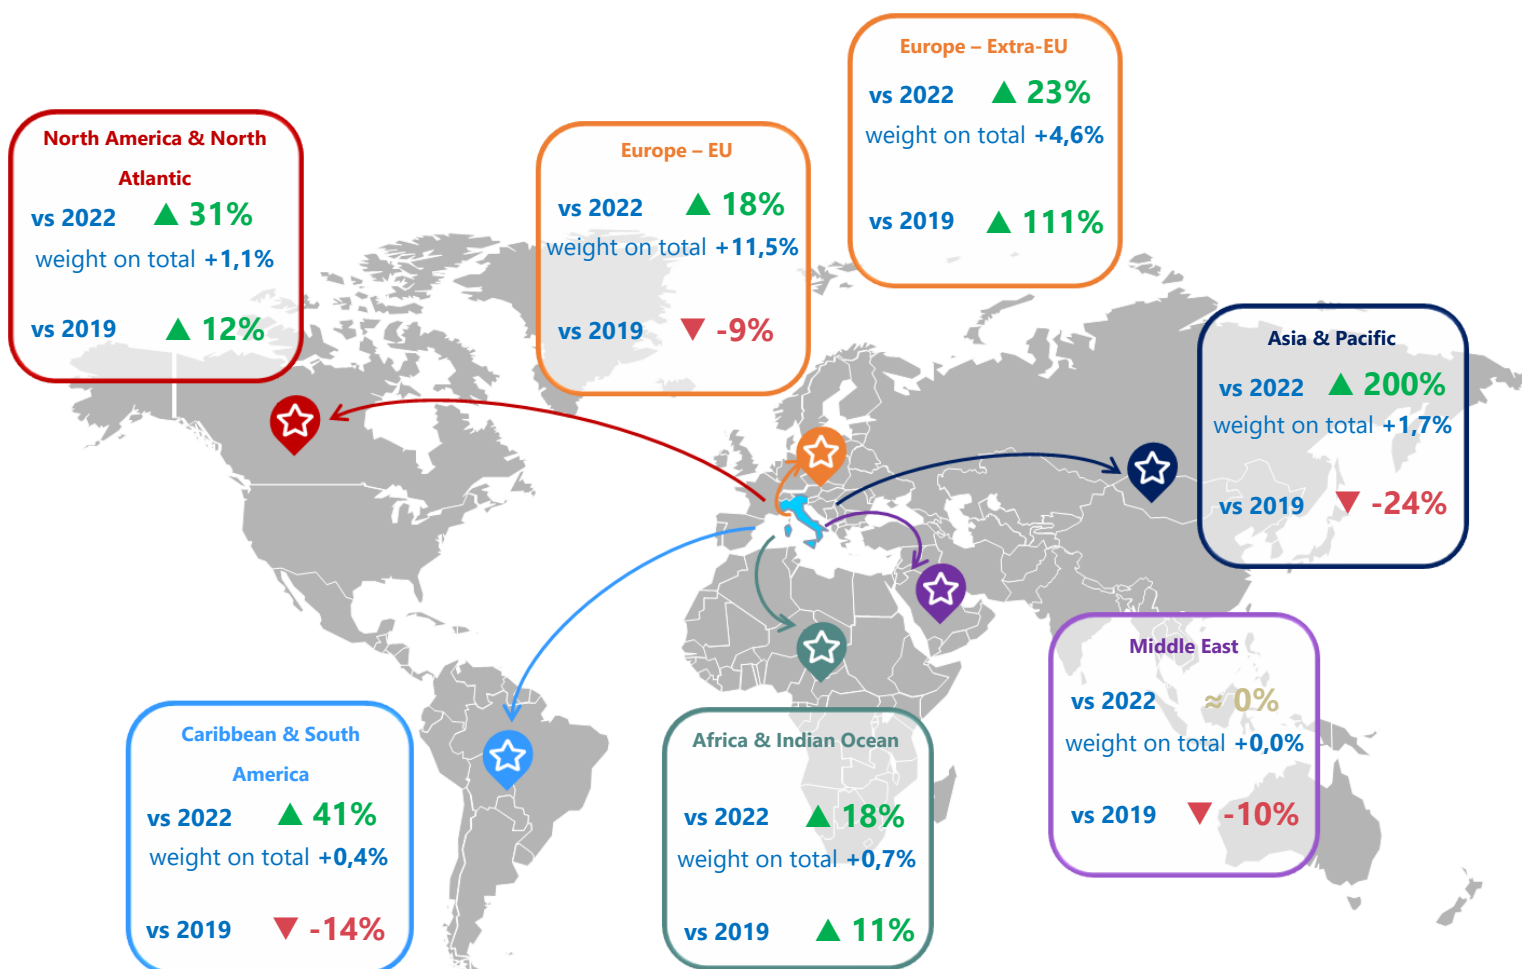 Europe – Extra-EU
vs 2022 ▲ 23%
weight on total +4,6%
vs 2019 ▲ 111%
North America & North
Atlantic
vs 2022 ▲ 31%
weight on total +1,1%
vs 2019 ▲ 12%
Europe – EU
vs 2022 ▲ 18%
weight on total +11,5%
vs 2019 ▼ -9%
Asia & Pacific
vs 2022 ▲ 200%
weight on total +1,7%
vs 2019 ▼ -24%
Middle East
vs 2022 ≈ 0%
weight on total +0,0%
vs 2019 ▼ -10%
Caribbean & South
America
vs 2022 ▲ 41%
weight on total +0,4%
vs 2019 ▼ -14%
Africa & Indian Ocean
vs 2022 ▲ 18%
weight on total +0,7%
vs 2019 ▲ 11%